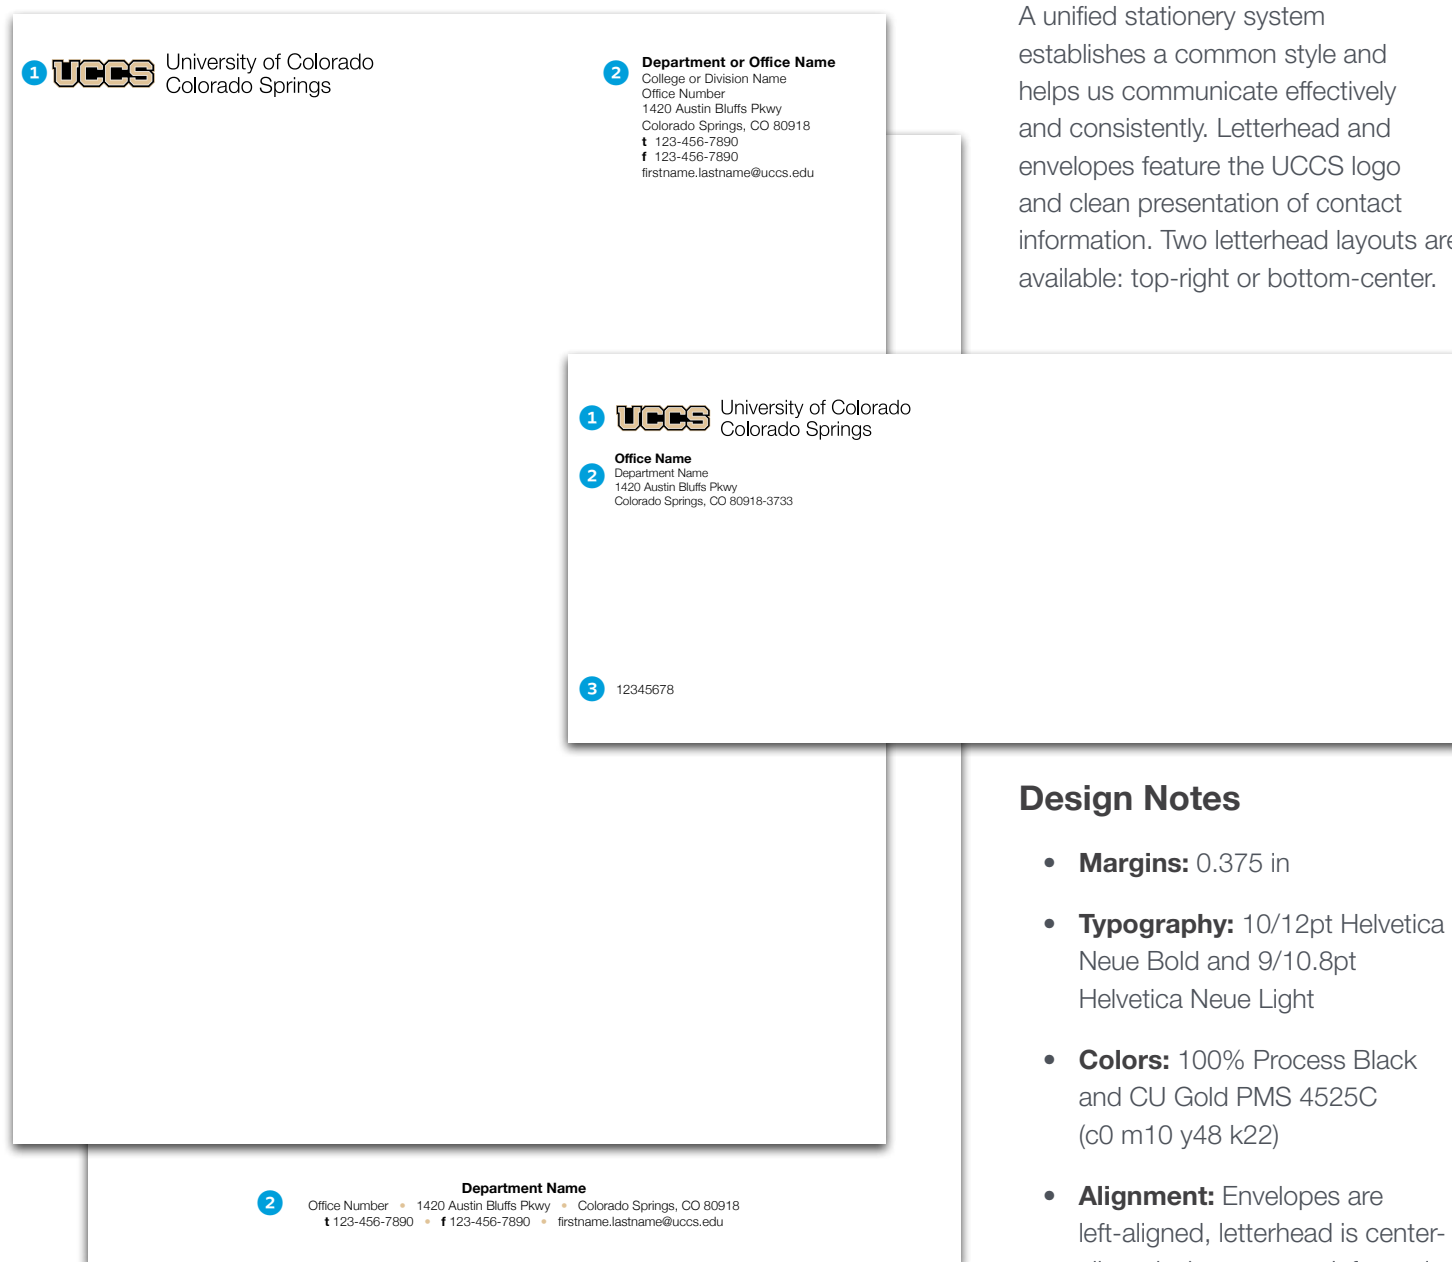 1 UCCS University of Colorado
Colorado Springs
2 Department or Office Name
College or Division Name
Office Number
1420 Austin Bluffs Pkwy
Colorado Springs, CO 80918
t 123-456-7890
f 123-456-7890
firstname.lastname@uccs.edu
A unified stationery system
establishes a common style and
helps us communicate effectively
and consistently. Letterhead and
envelopes feature the UCCS logo
and clean presentation of contact
information. Two letterhead layouts are
available: top-right or bottom-center.
1 UCCS University of Colorado
Colorado Springs
2 Office Name
Department Name
1420 Austin Bluffs Pkwy
Colorado Springs, CO 80918-3733
3 12345678
Design Notes
• Margins: 0.375 in
• Typography: 10/12pt Helvetica
Neue Bold and 9/10.8pt
Helvetica Neue Light
• Colors: 100% Process Black
and CU Gold PMS 4525C
(c0 m10 y48 k22)
• Alignment: Envelopes are
left-aligned, letterhead is center-
2 Department Name
Office Number • 1420 Austin Bluffs Pkwy • Colorado Springs, CO 80918
t 123-456-7890 • f 123-456-7890 • firstname.lastname@uccs.edu